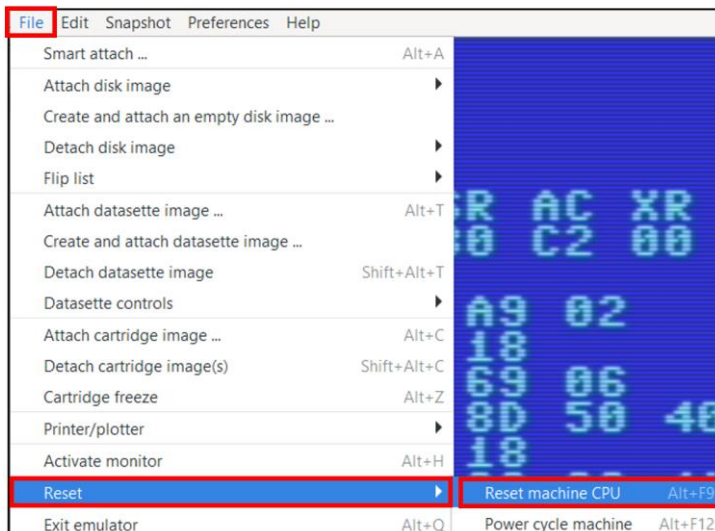 File Edit Snapshot Preferences Help
Smart attach ... Alt+A
Attach disk image
Create and attach an empty disk image ...
Detach disk image
Flip list
Attach datasette image ... Alt+T
Create and attach datasette image ...
Detach datasette image Shift+Alt+T
Datasette controls
Attach cartridge image ... Alt+C
Detach cartridge image(s) Shift+Alt+C
Cartridge freeze Alt+Z
Printer/plotter
Activate monitor Alt+H
Reset
Exit emulator Alt+Q
Reset machine CPU Alt+F9
Power cycle machine Alt+F12
AC XR
C2 00
A9 02
18
69 06
8D 50 40
18